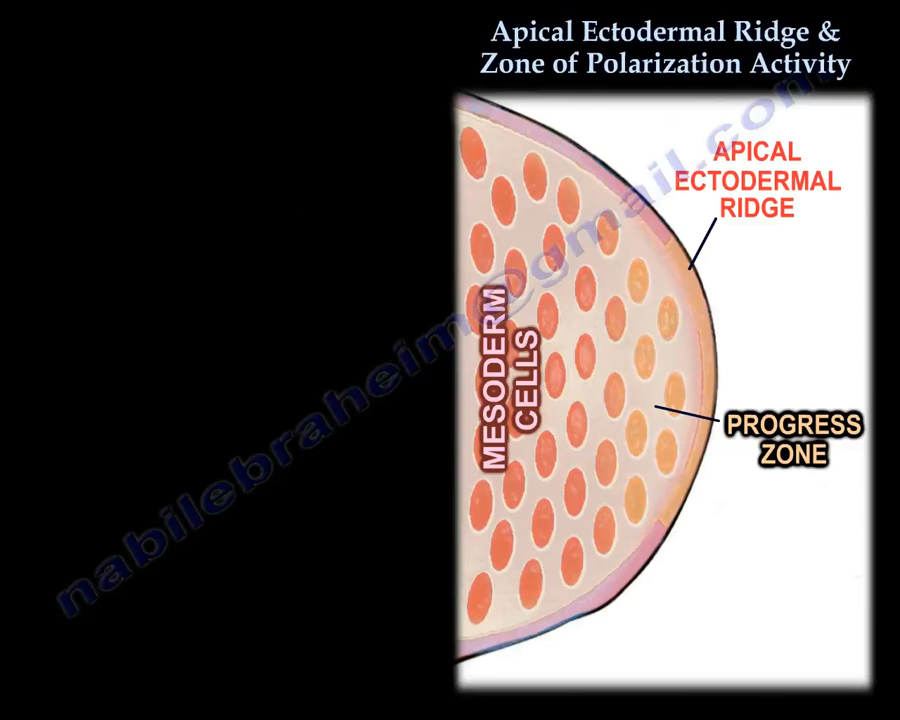 Apical Ectodermal Ridge &
Zone of Polarization Activity
APICAL
ECTODERMAL
RIDGE
MESODERM
CELLS
PROGRESS
ZONE
nabilebraheim@gmail.com